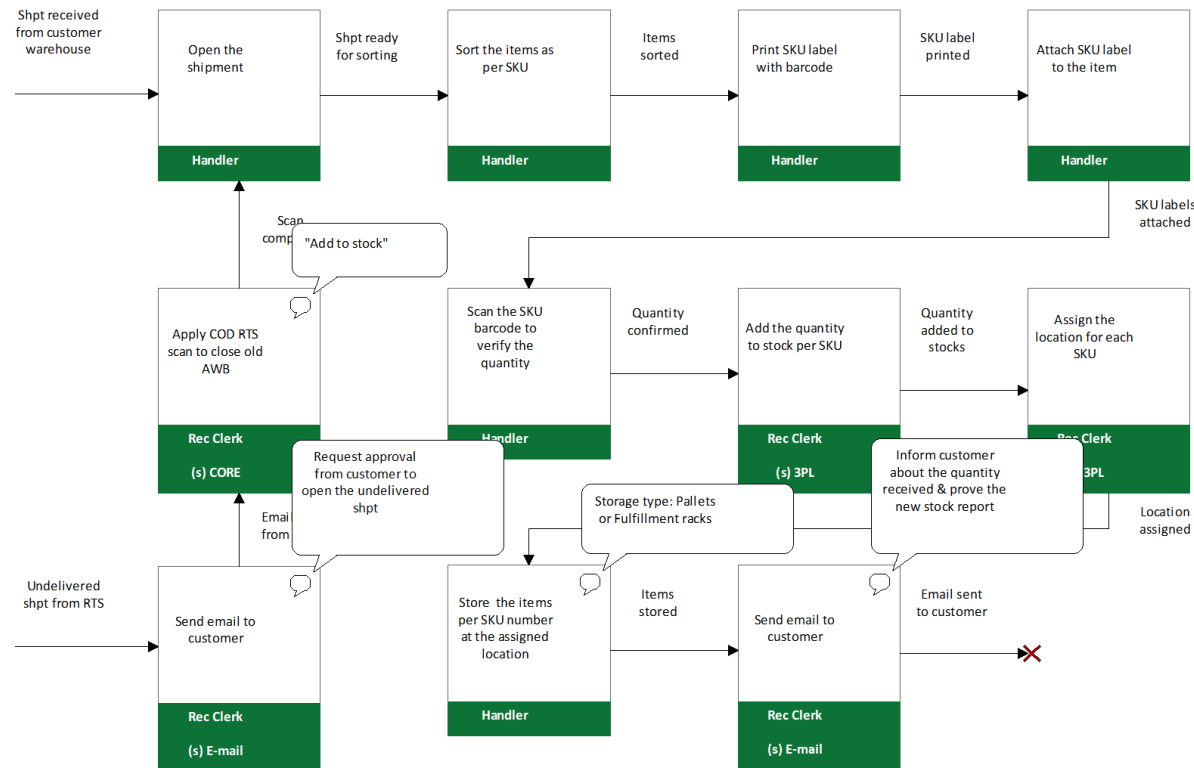 Shpt received
from customer
warehouse
Open the
shipment
Handler
Shpt ready
for sorting
Sort the items as
per SKU
Handler
Items
sorted
Print SKU label
with barcode
Handler
SKU label
printed
Attach SKU label
to the item
Handler
SKU labels
attached
Scan
"Add to stock"
Apply COD RTS
scan to close old
AWB
Rec Clerk
(s) CORE
Scan the SKU
barcode to
verify the
quantity
Handler
Quantity
confirmed
Add the quantity
to stock per SKU
Rec Clerk
(s) 3PL
Quantity
added to
stocks
Assign the
location for each
SKU
Rec Clerk
3PL
Location
assigned
Email
from
Request approval
from customer to
open the undelivered
shpt
Storage type: Pallets
or Fulfillment racks
Inform customer
about the quantity
received & prove the
new stock report
Undelivered
shpt from RTS
Send email to
customer
Rec Clerk
(s) E-mail
Store the items
per SKU number
at the assigned
location
Handler
Items
stored
Send email to
customer
Rec Clerk
(s) E-mail
Email sent
to customer